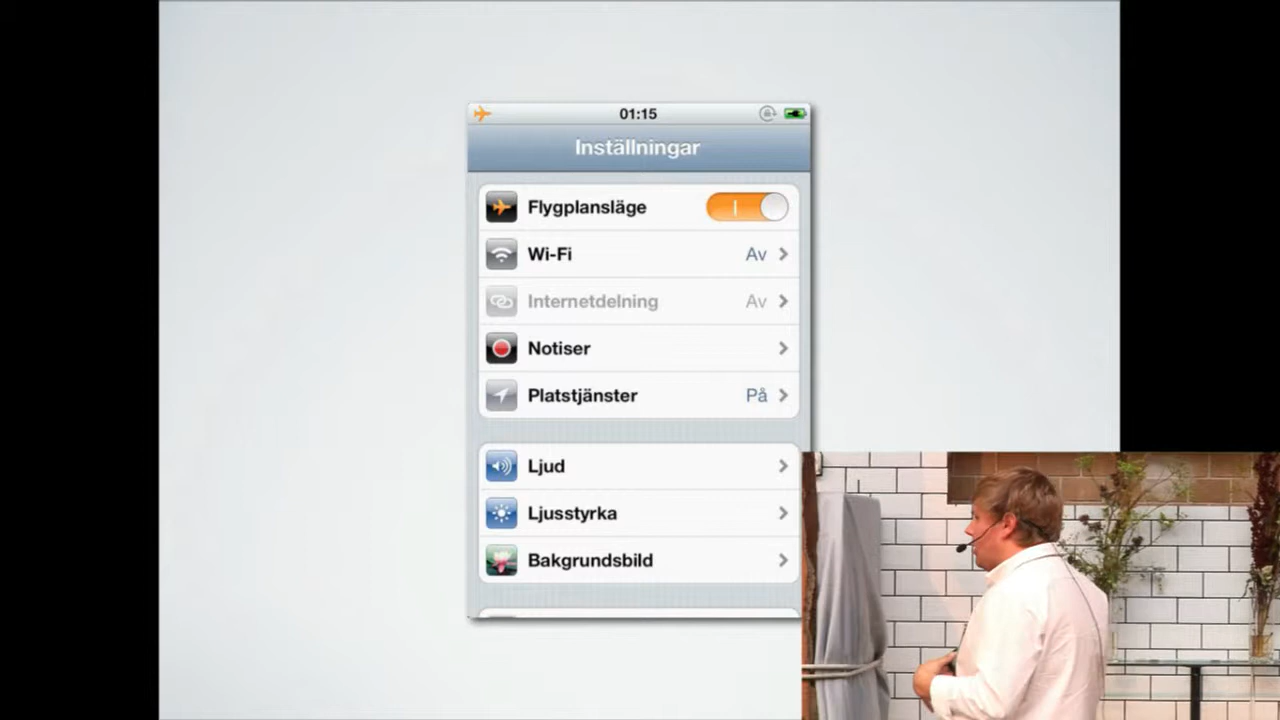 01:15
Inställningar
Flygplansläge
Wi-Fi Av
Internetdelning Av
Notiser
Platstjänster På
Ljud
Ljusstyrka
Bakgrundsbild